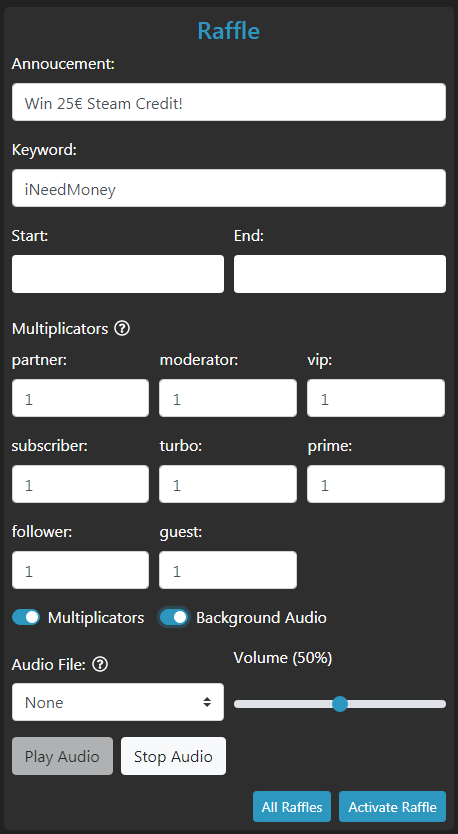 Raffle
Annoucement:
Win 25€ Steam Credit!
Keyword:
iNeedMoney
Start: End:
Multiplicators ?
partner: moderator: vip:
1 1 1
subscriber: turbo: prime:
1 1 1
follower: guest:
1 1
Multiplicators Background Audio
Audio File: ? Volume (50%)
None
Play Audio Stop Audio
All Raffles Activate Raffle